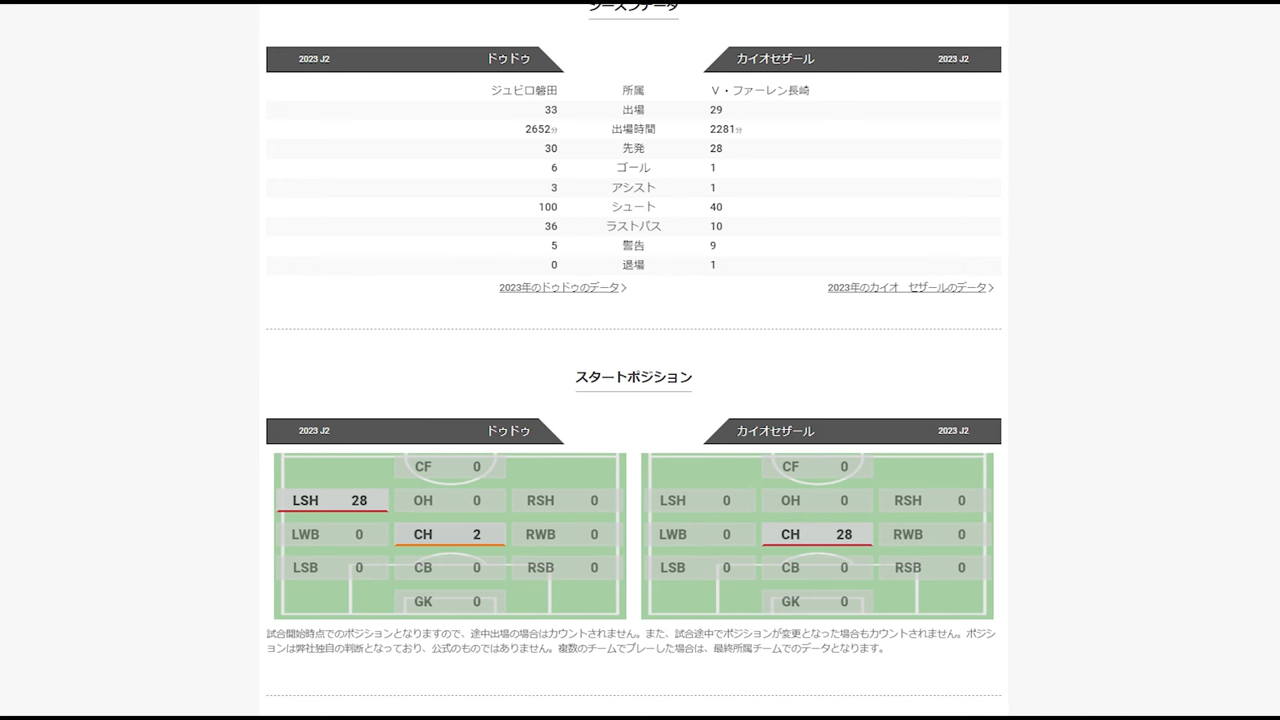 シーズンデータ
2023 J2 ドゥドゥ カイオセザール 2023 J2
ジュビロ磐田 所属 V・ファーレン長崎
33 出場 29
2652分 出場時間 2281分
30 先発 28
6 ゴール 1
3 アシスト 1
100 シュート 40
36 ラストパス 10
5 警告 9
0 退場 1
2023年のドゥドゥのデータ 2023年のカイオ　セザールのデータ
スタートポジション
2023 J2 ドゥドゥ カイオセザール 2023 J2
CF 0 CF 0
LSH 28 OH 0 RSH 0 LSH 0 OH 0 RSH 0
LWB 0 CH 2 RWB 0 LWB 0 CH 28 RWB 0
LSB 0 CB 0 RSB 0 LSB 0 CB 0 RSB 0
GK 0 GK 0
試合開始時点でのポジションとなりますので、途中出場の場合はカウントされません。また、試合途中でポジションが変更となった場合もカウントされません。ポジシ
ョンは弊社独自の判断となっており、公式のものではありません。複数のチームでプレーした場合は、最終所属チームでのデータとなります。